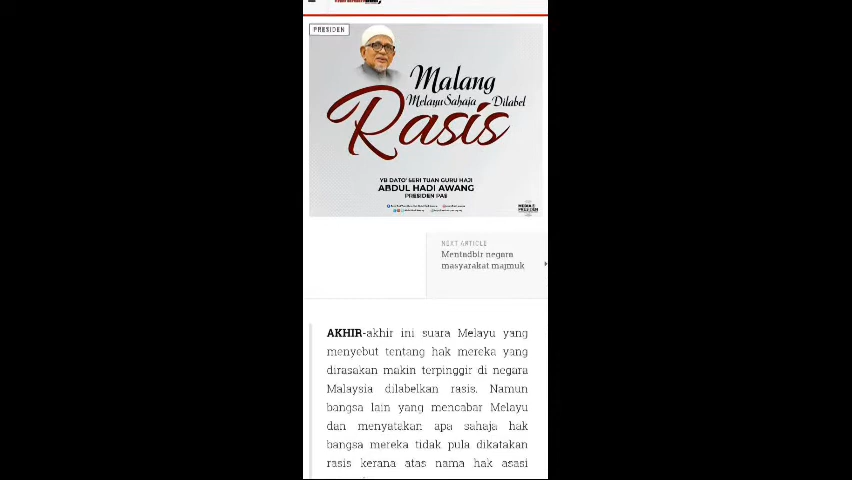 PRESIDEN
Malang
Melayu Sahaja Dilabel
Rasis
YB DATO' SERI TUAN GURU HAJI
ABDUL HADI AWANG
PRESIDEN PAS
NEXT ARTICLE
Mentadbir negara
masyarakat majmuk
AKHIR-akhir ini suara Melayu yang
menyebut tentang hak mereka yang
dirasakan makin terpinggir di negara
Malaysia dilabelkan rasis. Namun
bangsa lain yang mencabar Melayu
dan menyatakan apa sahaja hak
bangsa mereka tidak pula dikatakan
rasis kerana atas nama hak asasi